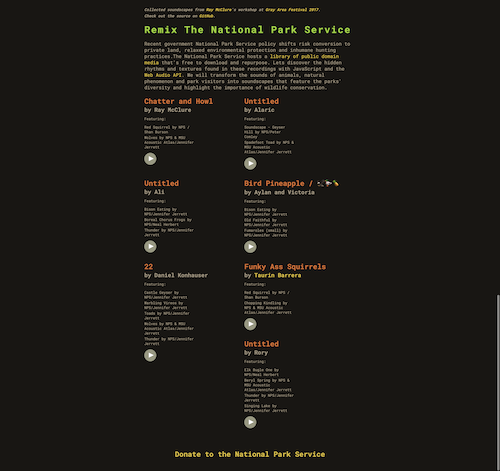 Collected soundscapes from Ray McClure's workshop at Gray Area Festival 2017.
Check out the source on GitHub.
Remix The National Park Service
Recent government National Park Service policy shifts risk conversion to
private land, relaxed environmental protection and inhumane hunting
practices.The National Park Service hosts a library of public domain
media that's free to download and repurpose. Lets discover the hidden
rhythms and textures found in these recordings with JavaScript and the
Web Audio API. We will transform the sounds of animals, natural
phenomenon and park visitors into soundscapes that feature the parks'
diversity and highlight the importance of wildlife conservation.
Chatter and Howl
by Ray McClure
Featuring:
Red Squirrel by NPS /
Shan Burson
Wolves by NPS & MSU
Acoustic Atlas/Jennifer
Jerrett
Untitled
by Alaric
Featuring:
Soundscape - Geyser
Hill by NPS/Peter
Comley
Spadefoot Toad by NPS &
MSU Acoustic
Atlas/Jennifer Jerrett
Untitled
by Ali
Featuring:
Bison Eating by
NPS/Jennifer Jerrett
Boreal Chorus Frogs by
NPS/Neal Herbert
Thunder by NPS/Jennifer
Jerrett
Bird Pineapple /
by Aylan and Victoria
Featuring:
Bison Eating by
NPS/Jennifer Jerrett
Old Faithful by
NPS/Jennifer Jerrett
Fumaroles (small) by
NPS/Jennifer Jerrett
22
by Daniel Konhauser
Featuring:
Castle Geyser by
NPS/Jennifer Jerrett
Warbling Vireos by
NPS/Jennifer Jerrett
Toads by NPS/Jennifer
Jerrett
Wolves by NPS & MSU
Acoustic Atlas/Jennifer
Jerrett
Thunder by NPS/Jennifer
Jerrett
Funky Ass Squirrels
by Taurin Barrera
Featuring:
Red Squirrel by NPS /
Shan Burson
Chopping Kindling by
NPS & MSU Acoustic
Atlas/Jennifer Jerrett
Untitled
by Rory
Featuring:
Elk Bugle One by
NPS/Neal Herbert
Beryl Spring by NPS &
MSU Acoustic
Atlas/Jennifer Jerrett
Thunder by NPS/Jennifer
Jerrett
Singing Lake by
NPS/Jennifer Jerrett
Donate to the National Park Service